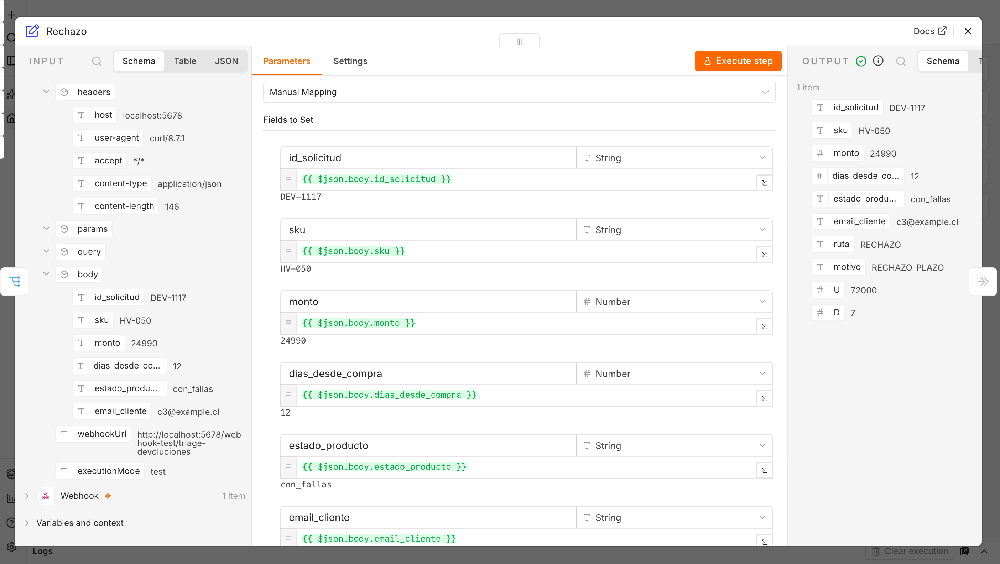 Rechazo
Docs
INPUT
Schema
Table
JSON
headers
host
localhost:5678
user-agent
curl/8.7.1
accept
*/*
content-type
application/json
content-length
146
params
query
body
id_solicitud
DEV-1117
sku
HV-050
monto
24990
dias_desde_co...
12
estado_produ...
con_fallas
email_cliente
c3@example.cl
webhookUrl
http://localhost:5678/web
hook-test/triage-
devoluciones
executionMode
test
Webhook
1 item
Variables and context
Parameters
Settings
Execute step
Manual Mapping
Fields to Set
id_solicitud
String
=
{{ $json.body.id_solicitud }}
DEV-1117
sku
String
=
{{ $json.body.sku }}
HV-050
monto
# Number
=
{{ $json.body.monto }}
24990
dias_desde_compra
# Number
=
{{ $json.body.dias_desde_compra }}
12
estado_producto
String
=
{{ $json.body.estado_producto }}
con_fallas
email_cliente
String
=
{{ $json.body.email_cliente }}
OUTPUT
Schema
T
1 item
id_solicitud
DEV-1117
sku
HV-050
# monto
24990
# dias_desde_co...
12
estado_produ...
con_fallas
email_cliente
c3@example.cl
ruta
RECHAZO
motivo
RECHAZO_PLAZO
# U
72000
# D
7
Logs
Clear execution